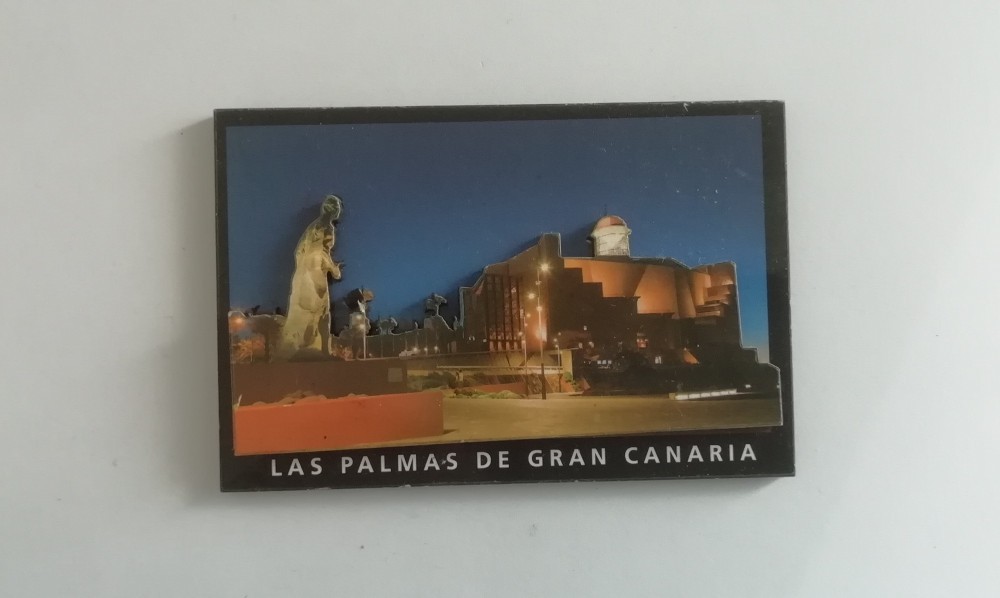 LAS PALMAS DE GRAN CANARIA